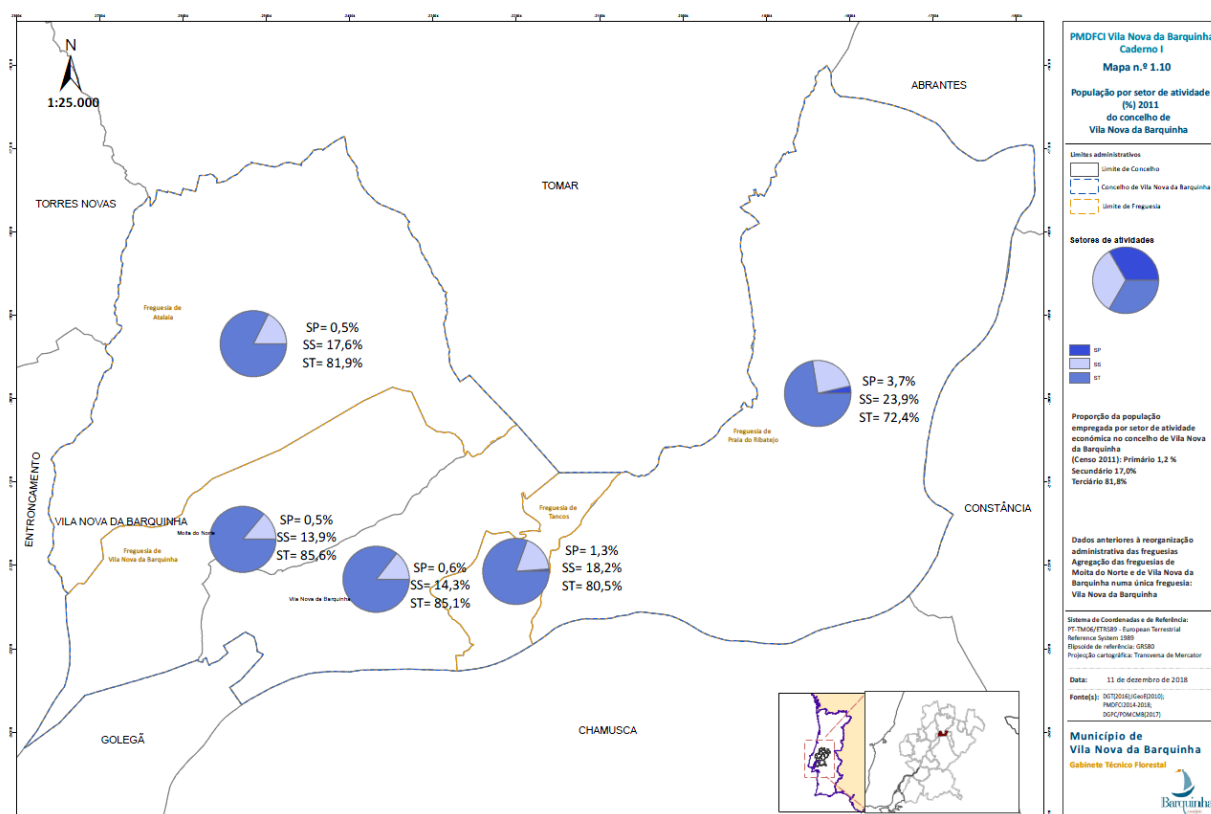 N
1:25.000
ABRANTES
TOMAR
TORRES NOVAS
Freguesia de
Atalaia
SP= 0,5%
SS= 17,6%
ST= 81,9%
SP= 3,7%
SS= 23,9%
ST= 72,4%
Freguesia de
Praia do Ribatejo
ENTRONCAMENTO
VILA NOVA DA BARQUINHA
Moita do Norte
Freguesia de
Vila Nova da Barquinha
SP= 0,5%
SS= 13,9%
ST= 85,6%
Freguesia de
Tancos
CONSTÂNCIA
SP= 0,6%
SS= 14,3%
ST= 85,1%
Vila Nova da Barquinha
SP= 1,3%
SS= 18,2%
ST= 80,5%
GOLEGÃ
CHAMUSCA
PMDFCI Vila Nova da Barquinha
Caderno I
Mapa n.º 1.10
População por setor de atividade
(%) 2011
do concelho de
Vila Nova da Barquinha
Limites administrativos
Limite de Concelho
Concelho de Vila Nova da Barquinha
Limite de Freguesia
Setores de atividades
SP
SS
ST
Proporção da população
empregada por setor de atividade
económica no concelho de Vila Nova
da Barquinha
(Censo 2011): Primário 1,2 %
Secundário 17,0%
Terciário 81,8%
Dados anteriores à reorganização
administrativa das freguesias
Agregação das freguesias de
Moita do Norte e de Vila Nova da
Barquinha numa única freguesia:
Vila Nova da Barquinha
Sistema de Coordenadas e de Referência:
PT-TM06/ETRS89 - European Terrestrial
Reference System 1989
Elipsoide de referência: GRS80
Projecção cartográfica: Transversa de Mercator
Data: 11 de dezembro de 2018
Fonte(s): DGT(2016);IGeoE(2010);
PMDFCI2014-2018;
DGPC/PDMCMB(2017)
Município de
Vila Nova da Barquinha
Gabinete Técnico Florestal
Barquinha